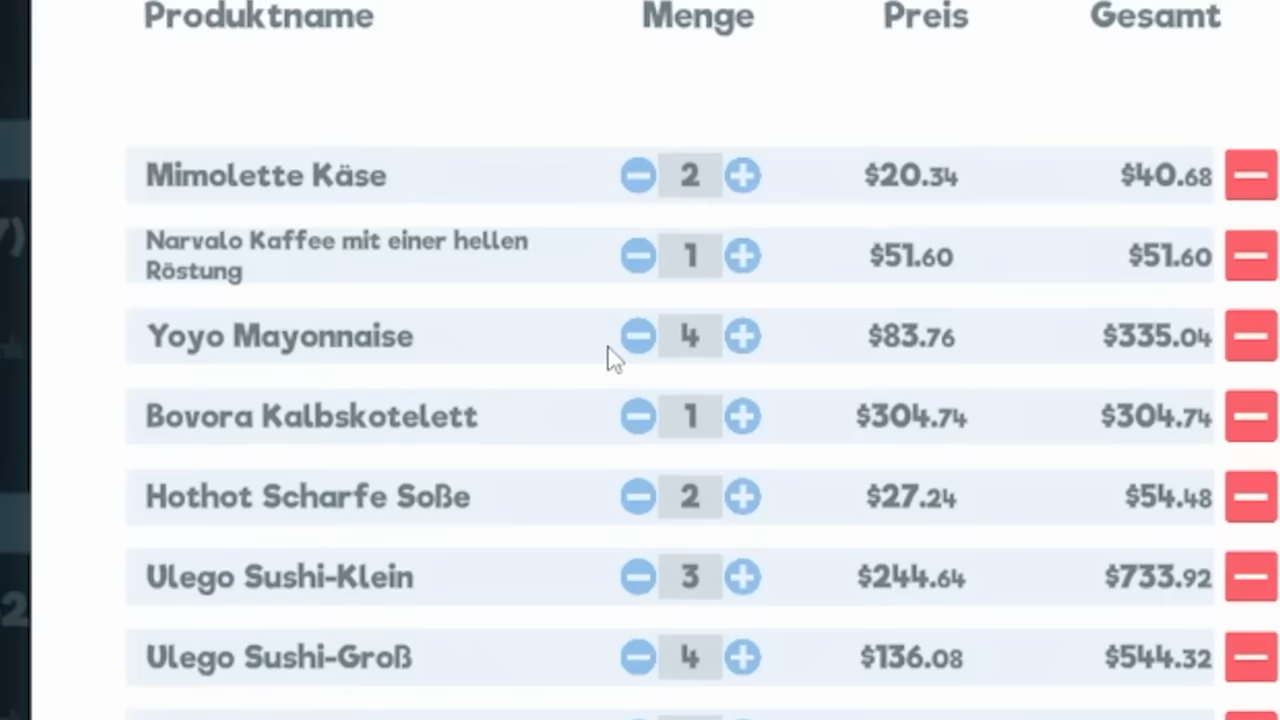 Produktname Menge Preis Gesamt
Mimolette Käse 2 $20.34 $40.68
Narvalo Kaffee mit einer hellen
Röstung 1 $51.60 $51.60
Yoyo Mayonnaise 4 $83.76 $335.04
Bovora Kalbskotelett 1 $304.74 $304.74
Hothot Scharfe Soße 2 $27.24 $54.48
Ulego Sushi-Klein 3 $244.64 $733.92
Ulego Sushi-Groß 4 $136.08 $544.32